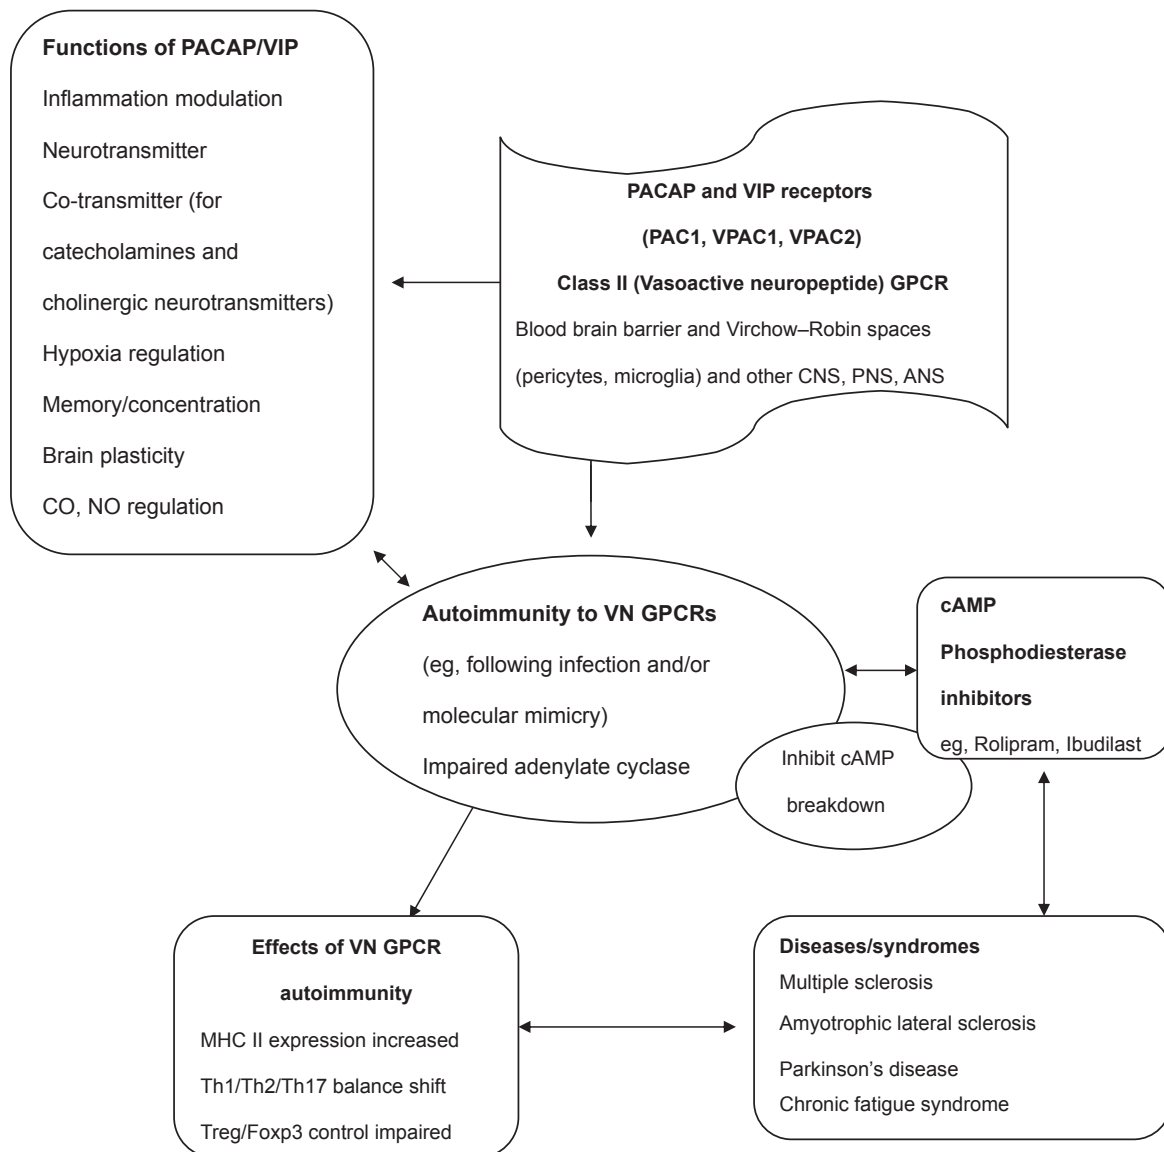 Functions of PACAP/VIP
Inflammation modulation
Neurotransmitter
Co-transmitter (for
catecholamines and
cholinergic neurotransmitters)
Hypoxia regulation
Memory/concentration
Brain plasticity
CO, NO regulation
PACAP and VIP receptors
(PAC1, VPAC1, VPAC2)
Class II (Vasoactive neuropeptide) GPCR
Blood brain barrier and Virchow–Robin spaces
(pericytes, microglia) and other CNS, PNS, ANS
Autoimmunity to VN GPCRs
(eg, following infection and/or
molecular mimicry)
Impaired adenylate cyclase
cAMP
Phosphodiesterase
inhibitors
eg, Rolipram, Ibudilast
Inhibit cAMP
breakdown
Effects of VN GPCR
autoimmunity
MHC II expression increased
Th1/Th2/Th17 balance shift
Treg/Foxp3 control impaired
Diseases/syndromes
Multiple sclerosis
Amyotrophic lateral sclerosis
Parkinson’s disease
Chronic fatigue syndrome